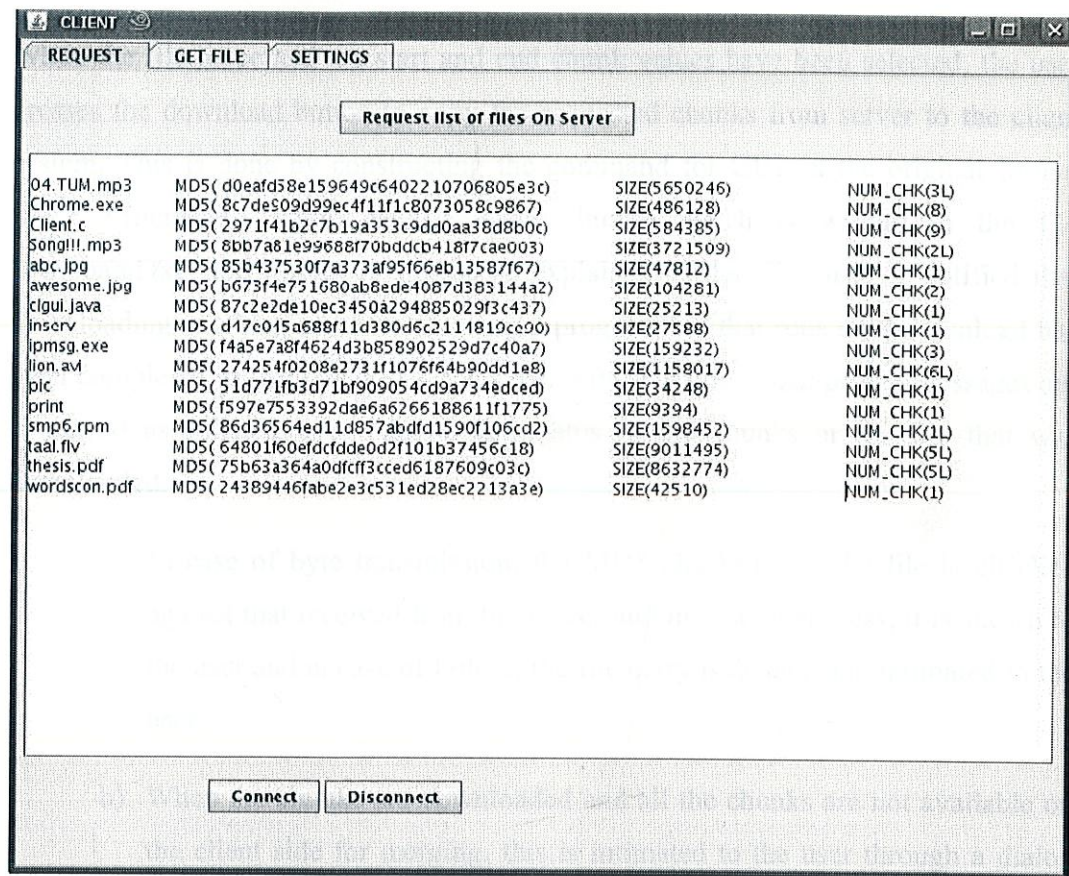 CLIENT
REQUEST GET FILE SETTINGS
Request list of files On Server
04.TUM.mp3 MD5( d0eafd58e159649c6402210706805e3c) SIZE(5650246) NUM_CHK(3L)
Chrome.exe MD5( 8c7de909d99ec4f11f1c8073058c9867) SIZE(486128) NUM_CHK(8)
Client.c MD5( 2971f41b2c7b19a353c9dd0aa38d8b0c) SIZE(584385) NUM_CHK(9)
Song!!!.mp3 MD5( 8bb7a81e99688f70bddcb418f7cae003) SIZE(3721509) NUM_CHK(2L)
abc.jpg MD5( 85b437530f7a373af95f66eb13587f67) SIZE(47812) NUM_CHK(1)
awesome.jpg MD5( b673f4e751680ab8ede4087d383144a2) SIZE(104281) NUM_CHK(2)
clgui.java MD5( 87c2e2de10ec3450a294885029f3c437) SIZE(25213) NUM_CHK(1)
inserv MD5( d47e045a688f11d380d6c2114819ce90) SIZE(27588) NUM_CHK(1)
ipmsg.exe MD5( f4a5e7a8f4624d3b858902529d7c40a7) SIZE(159232) NUM_CHK(3)
lion.avi MD5( 274254f0208e2731f1076f64b90dd1e8) SIZE(1158017) NUM_CHK(6L)
pic MD5( 51d771fb3d71bf909054cd9a734edced) SIZE(34248) NUM_CHK(1)
print MD5( f597e7553392dae6a6266188611f1775) SIZE(9394) NUM_CHK(1)
smp6.rpm MD5( 86d36564ed11d857abdfd1590f106cd2) SIZE(1598452) NUM_CHK(1L)
taal.flv MD5( 64801f60efdcfdde0d2f101b37456c18) SIZE(9011495) NUM_CHK(5L)
thesis.pdf MD5( 75b63a364a0dfcff3cced6187609c03c) SIZE(8632774) NUM_CHK(5L)
wordscon.pdf MD5( 24389446fabe2e3c531ed28ec2213a3e) SIZE(42510) NUM_CHK(1)
Connect Disconnect